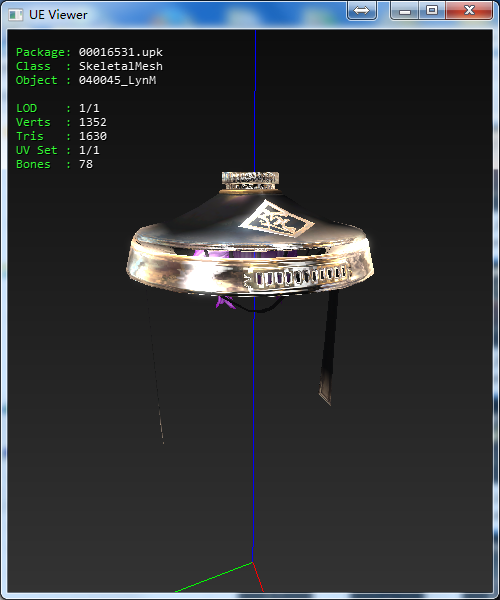 UE Viewer
Package: 00016531.upk
Class : SkeletalMesh
Object : 040045_LynM
LOD : 1/1
Verts : 1352
Tris : 1630
UV Set : 1/1
Bones : 78